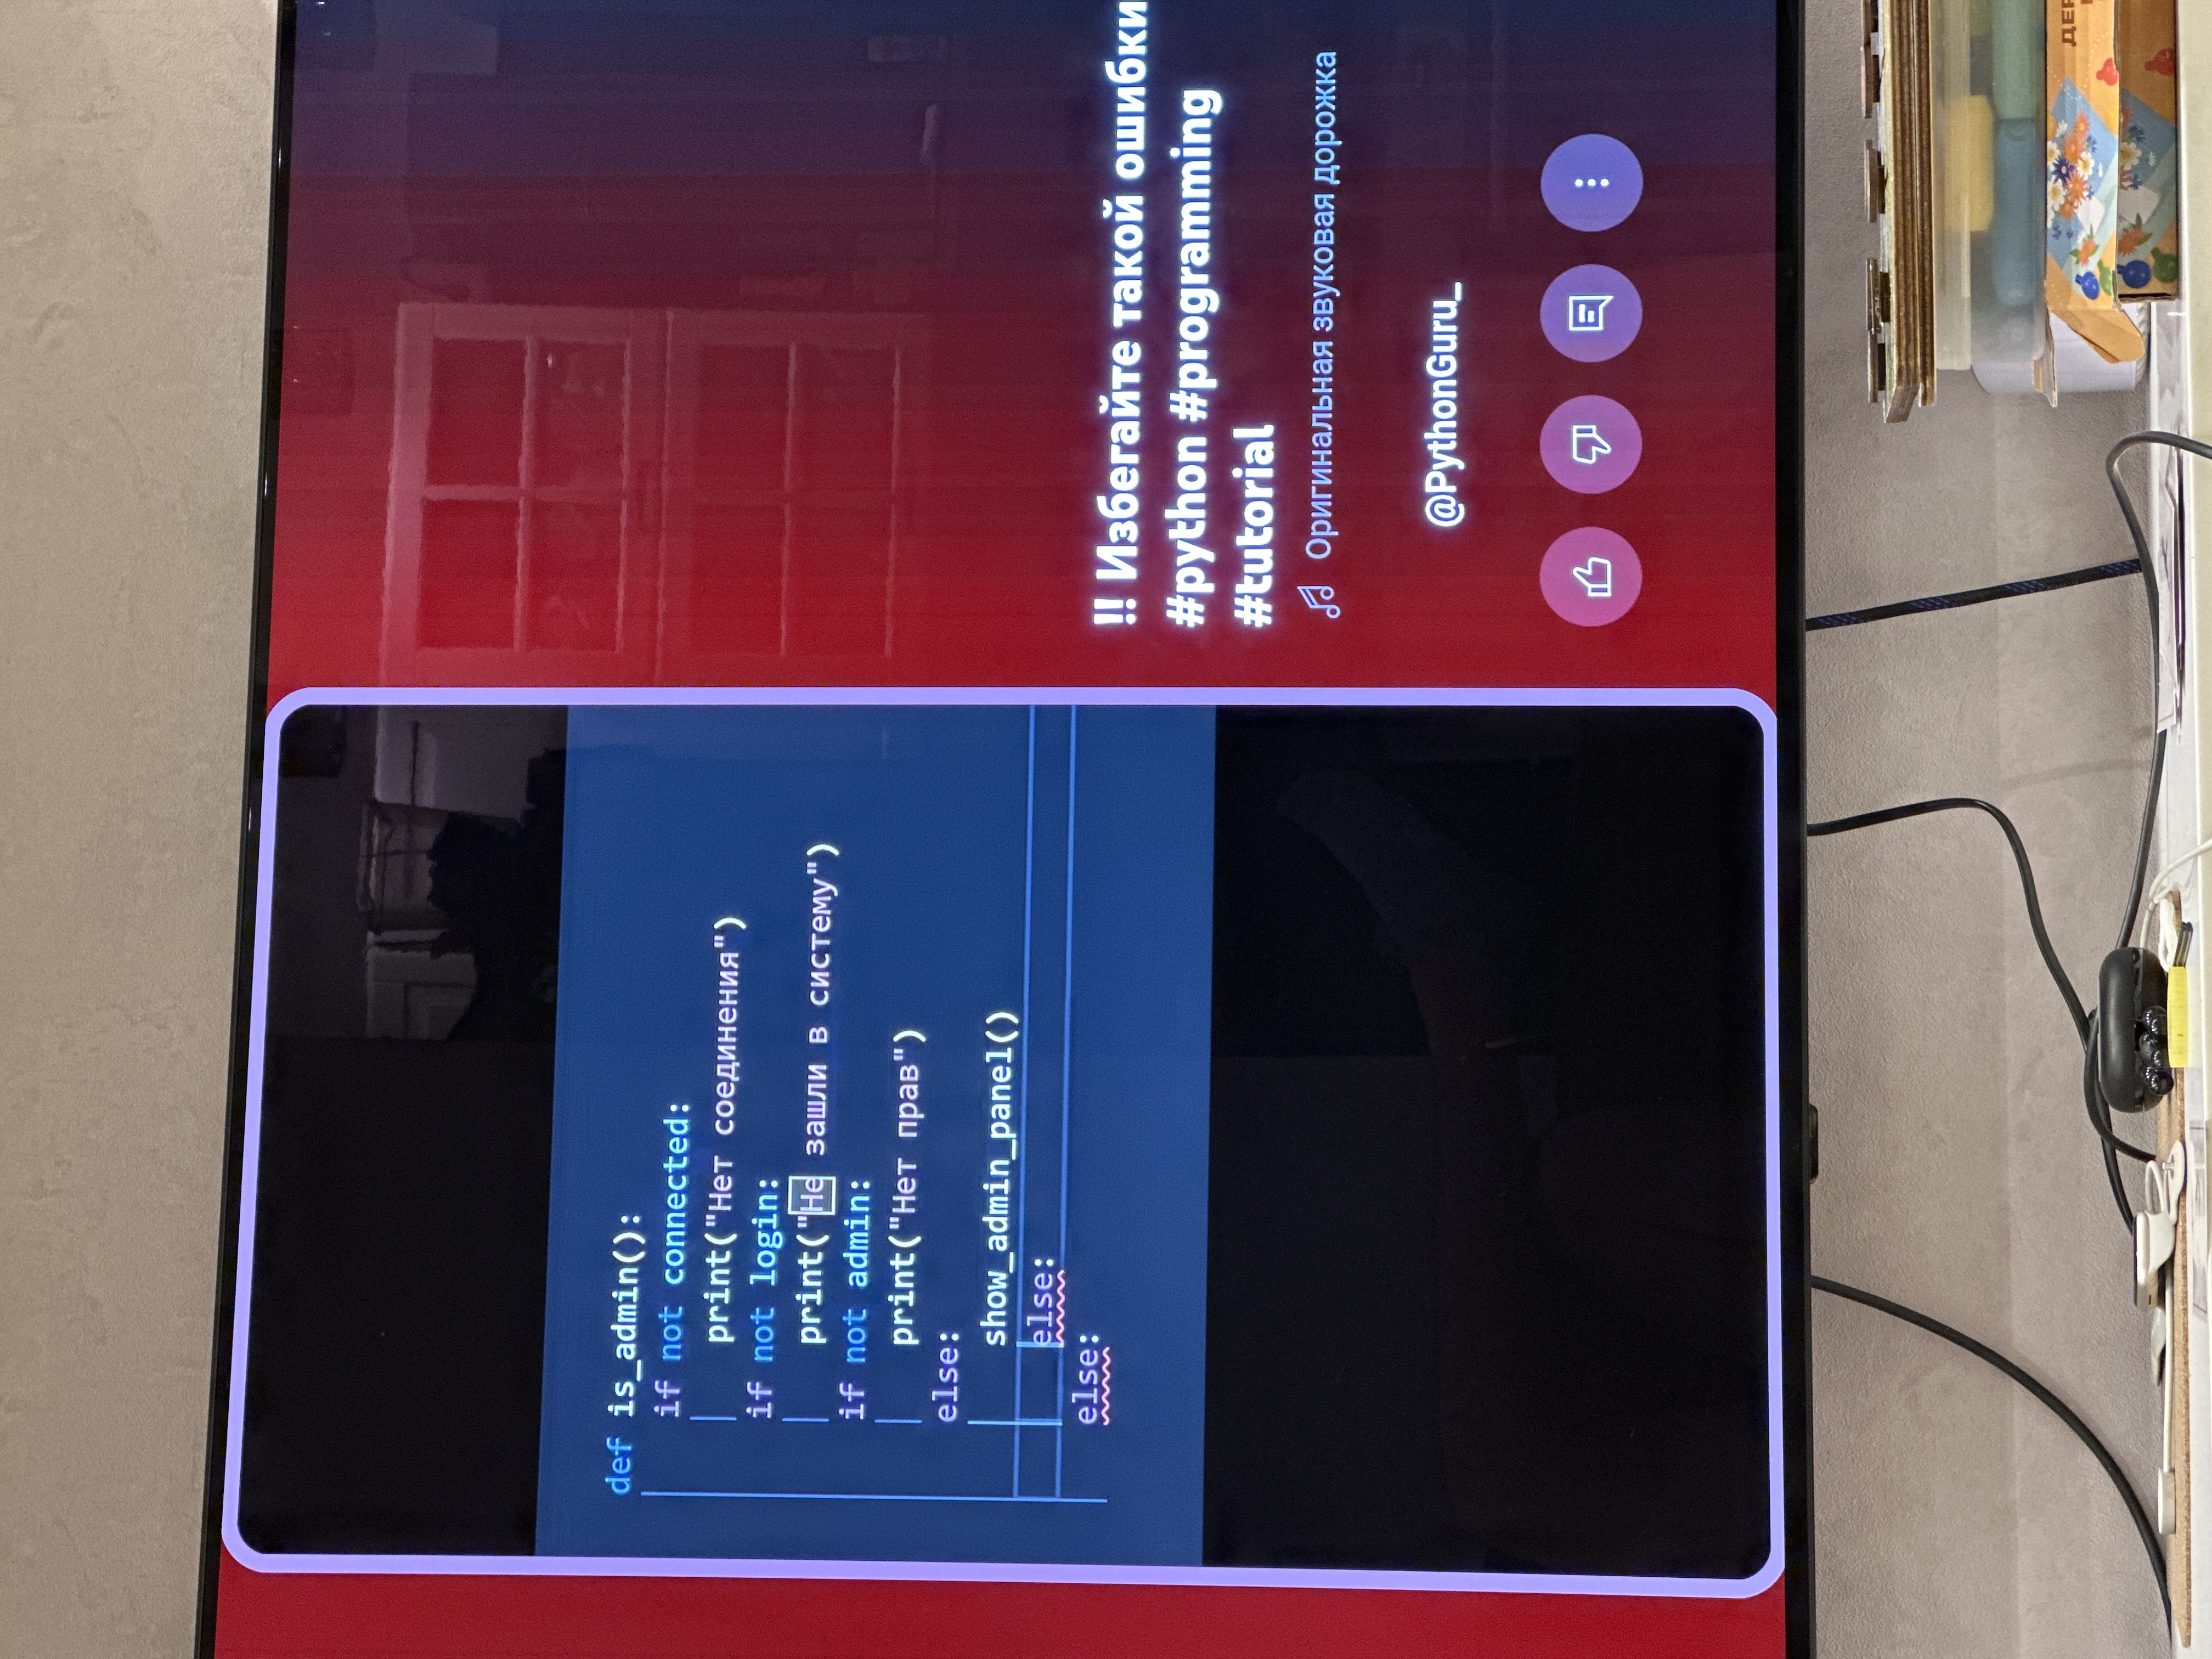 def is_admin():
if not connected:
print("Нет соединения")
if not login:
print("Не зашли в систему")
if not admin:
print("Нет прав")
else:
show_admin_panel()
else:
else:
!! Избегайте такой ошибки
#python #programming
#tutorial
Оригинальная звуковая дорожка
@PythonGuru_